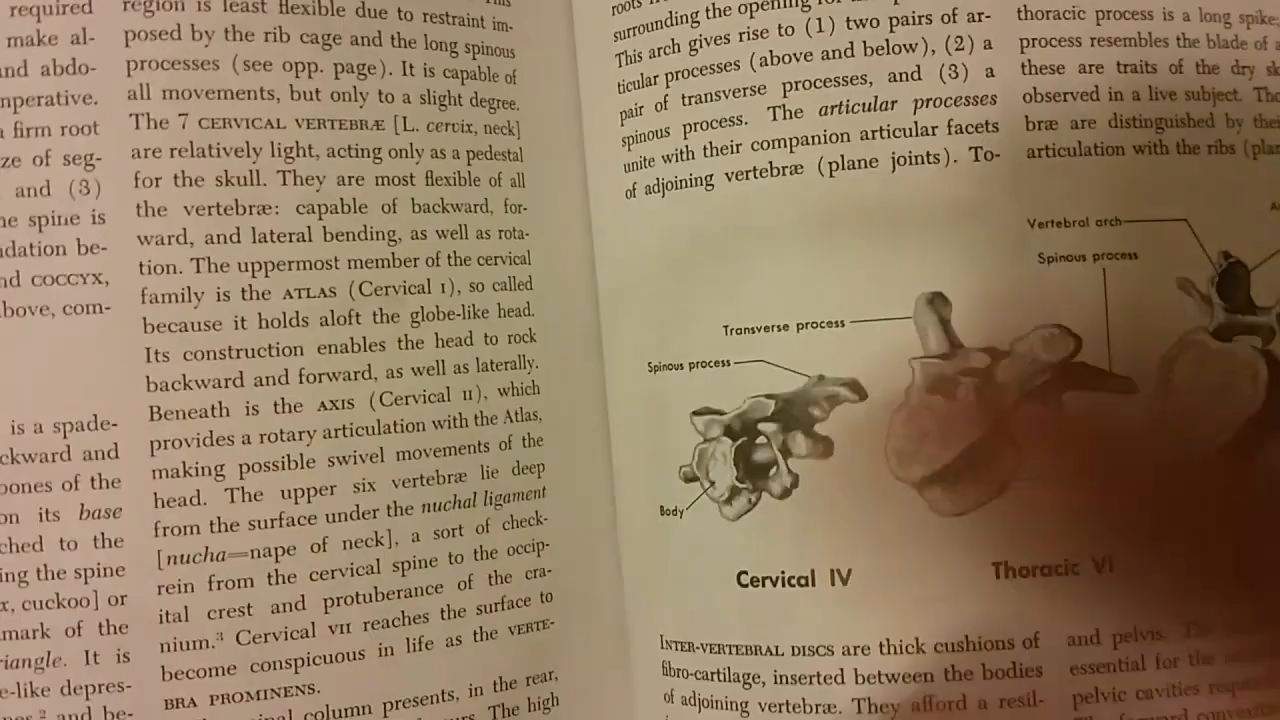 required
make al-
and abdo-
nperative.
firm root
ze of seg-
and (3)
he spine is
ndation be-
nd COCCYX,
bove, com-
is a spade-
ckward and
bones of the
on its base
ched to the
ing the spine
x, cuckoo] or
mark of the
riangle. It is
e-like depres-
and be-
region is least flexible due to restraint im-
posed by the rib cage and the long spinous
processes (see opp. page). It is capable of
all movements, but only to a slight degree.
The 7 CERVICAL VERTEBRÆ [L. cervix, neck]
are relatively light, acting only as a pedestal
for the skull. They are most flexible of all
the vertebræ: capable of backward, for-
ward, and lateral bending, as well as rota-
tion. The uppermost member of the cervical
family is the ATLAS (Cervical I), so called
because it holds aloft the globe-like head.
Its construction enables the head to rock
backward and forward, as well as laterally.
Beneath is the AXIS (Cervical II), which
provides a rotary articulation with the Atlas,
making possible swivel movements of the
head. The upper six vertebræ lie deep
from the surface under the nuchal ligament
[nucha=nape of neck], a sort of check-
rein from the cervical spine to the occip-
ital crest and protuberance of the cra-
nium.³ Cervical VII reaches the surface to
become conspicuous in life as the VERTE-
BRA PROMINENS.
column presents, in the rear,
The high
roots
surrounding the opening
This arch gives rise to (1) two pairs of ar-
ticular processes (above and below), (2) a
pair of transverse processes, and (3) a
spinous process. The articular processes
unite with their companion articular facets
of adjoining vertebræ (plane joints). To-
thoracic process is a long spike
process resembles the blade of a
these are traits of the dry sk
observed in a live subject. Tho
bræ are distinguished by thei
articulation with the ribs (plan
Vertebral arch
Spinous process
Transverse process
Spinous process
Body
Cervical IV
Thoracic VI
INTER-VERTEBRAL DISCS are thick cushions of
fibro-cartilage, inserted between the bodies
of adjoining vertebræ. They afford a resil-
and pelvis.
essential for the
pelvic cavities
forward